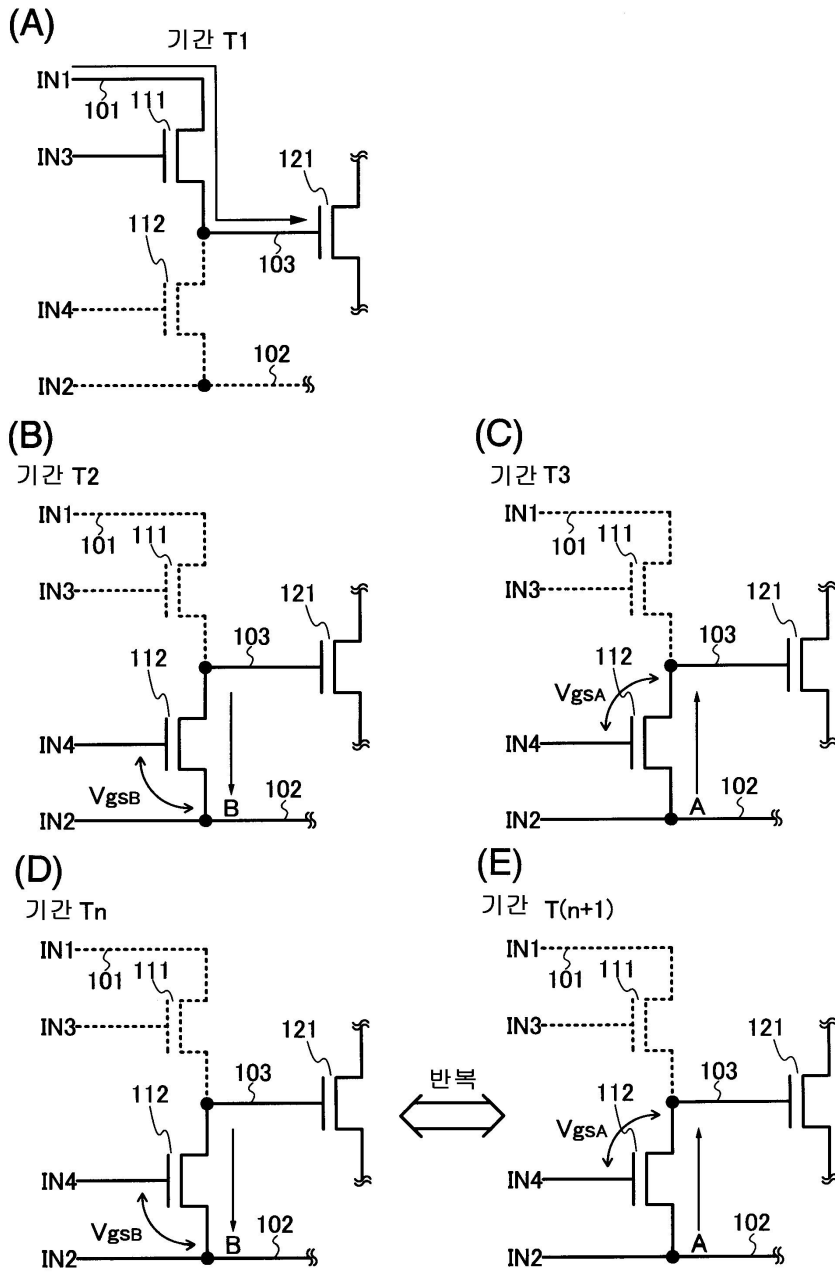 (A)
기간 T1
IN1
101
111
IN3
121
112
103
IN4
102
IN2
(B)
기간 T2
IN1
101
111
IN3
121
103
112
IN4
VgsB
B
102
IN2
(C)
기간 T3
IN1
101
111
IN3
121
103
112
VgsA
IN4
A
102
IN2
(D)
기간 Tn
IN1
101
111
IN3
121
103
112
IN4
VgsB
B
102
IN2
반복
(E)
기간 T(n+1)
IN1
101
111
IN3
121
103
112
VgsA
IN4
A
102
IN2